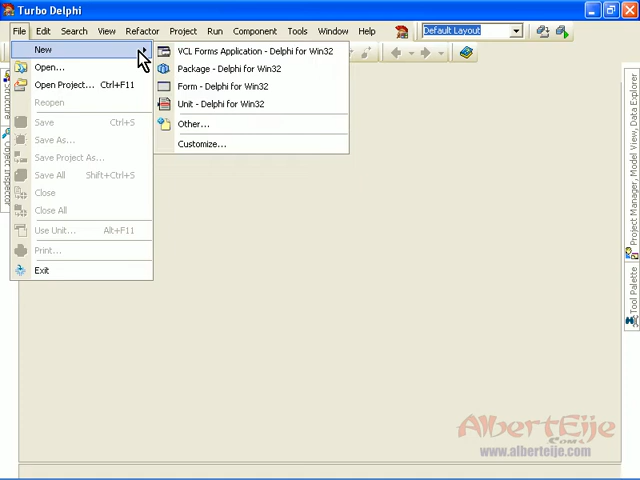 Turbo Delphi
File Edit Search View Refactor Project Run Component Tools Window Help Default Layout
New
Open...
Open Project... Ctrl+F11
Reopen
Save Ctrl+S
Save As...
Save Project As...
Save All Shift+Ctrl+S
Close
Close All
Use Unit... Alt+F11
Print...
Exit
VCL Forms Application - Delphi for Win32
Package - Delphi for Win32
Form - Delphi for Win32
Unit - Delphi for Win32
Other...
Customize...
Structure
Object Inspector
Project Manager, Model View, Data Explorer
Tool Palette
AlbertEije
.com
www.alberteije.com